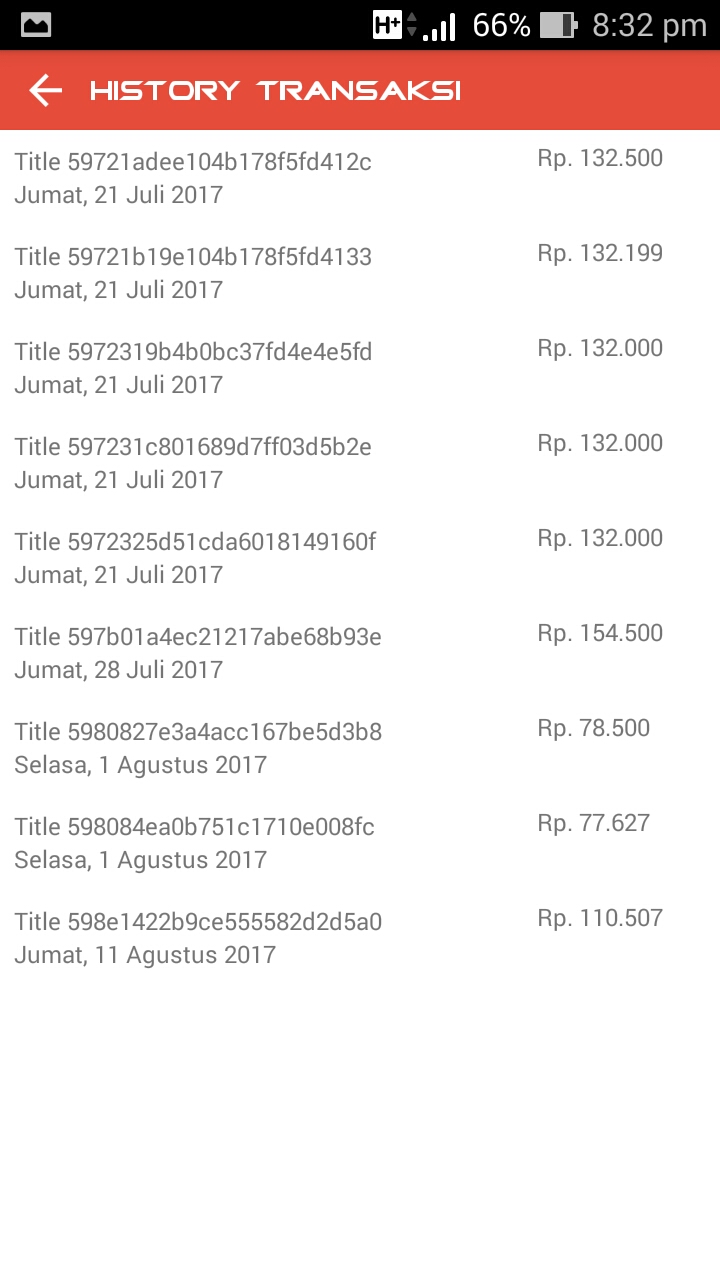 H+ 66% 8:32 pm
HISTORY TRANSAKSI
Title 59721adee104b178f5fd412c Rp. 132.500
Jumat, 21 Juli 2017
Title 59721b19e104b178f5fd4133 Rp. 132.199
Jumat, 21 Juli 2017
Title 5972319b4b0bc37fd4e4e5fd Rp. 132.000
Jumat, 21 Juli 2017
Title 597231c801689d7ff03d5b2e Rp. 132.000
Jumat, 21 Juli 2017
Title 5972325d51cda6018149160f Rp. 132.000
Jumat, 21 Juli 2017
Title 597b01a4ec21217abe68b93e Rp. 154.500
Jumat, 28 Juli 2017
Title 5980827e3a4acc167be5d3b8 Rp. 78.500
Selasa, 1 Agustus 2017
Title 598084ea0b751c1710e008fc Rp. 77.627
Selasa, 1 Agustus 2017
Title 598e1422b9ce555582d2d5a0 Rp. 110.507
Jumat, 11 Agustus 2017